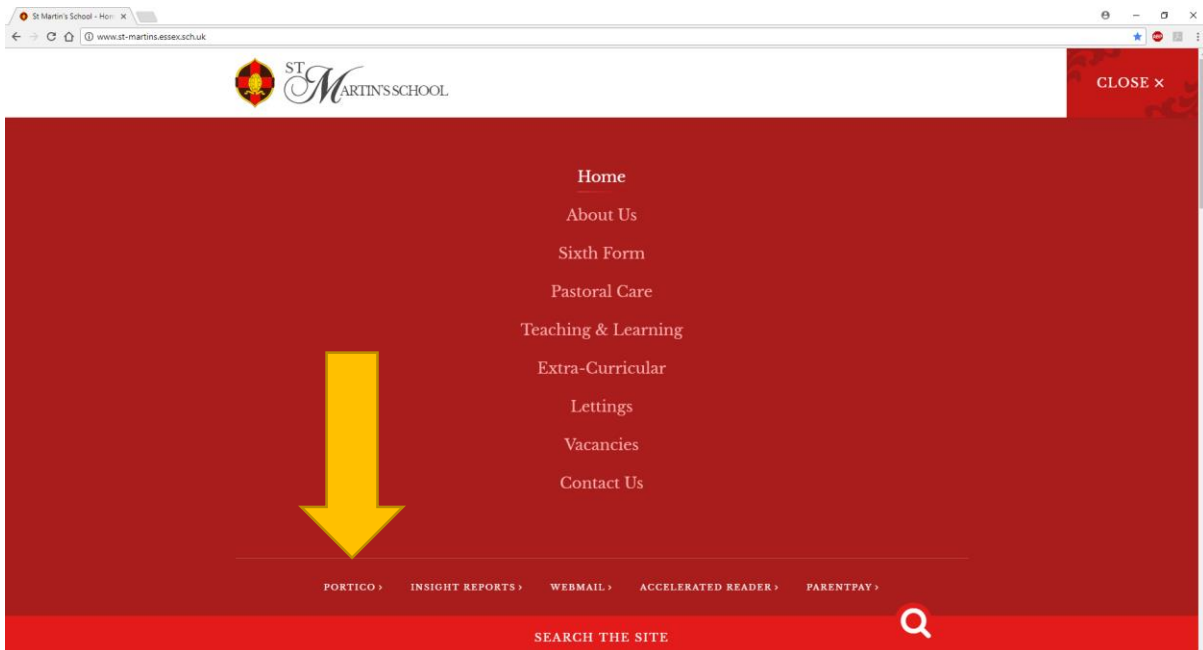 St Martin's School - Hom
www.st-martins.essex.sch.uk
ABP
ST MARTIN'S SCHOOL
CLOSE ×
Home
About Us
Sixth Form
Pastoral Care
Teaching & Learning
Extra-Curricular
Lettings
Vacancies
Contact Us
PORTICO › INSIGHT REPORTS › WEBMAIL › ACCELERATED READER › PARENTPAY ›
SEARCH THE SITE